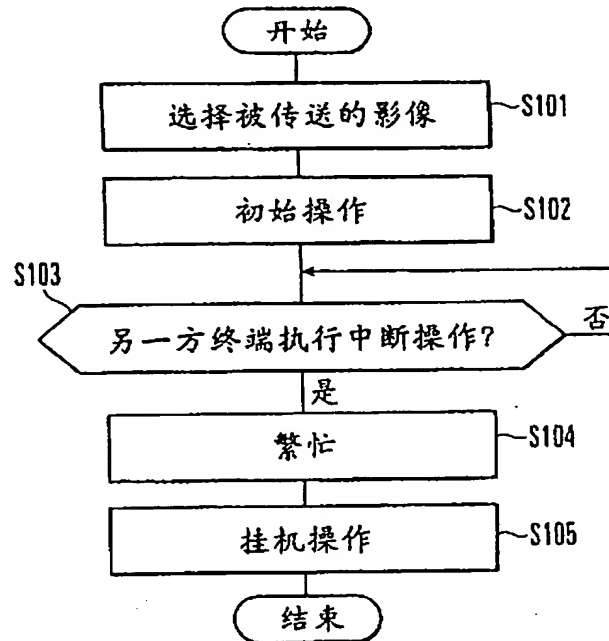 开始
选择被传送的影像
S101
初始操作
S102
S103
另一方终端执行中断操作?
否
是
繁忙
S104
挂机操作
S105
结束